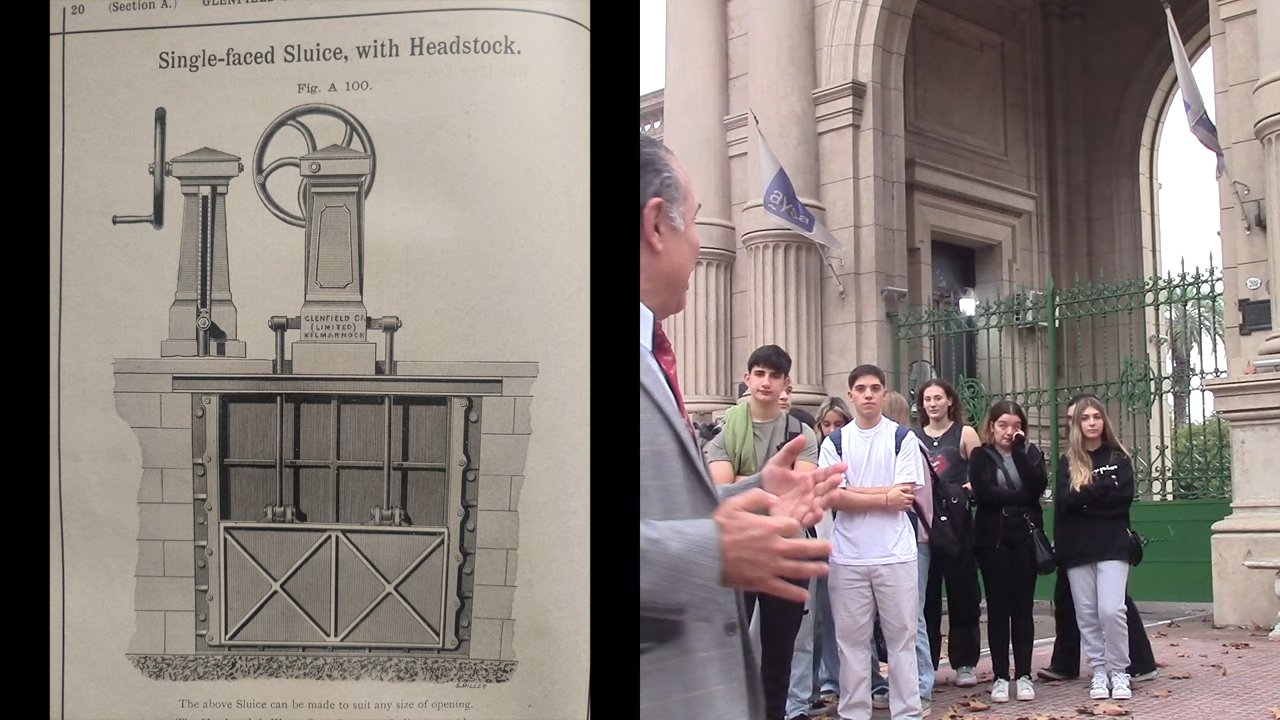 20 (Section A.) GLENFIELD
Single-faced Sluice, with Headstock.
Fig. A 100.
GLENFIELD Co.
(LIMITED)
KILMARNOCK
The above Sluice can be made to suit any size of opening.
aysa